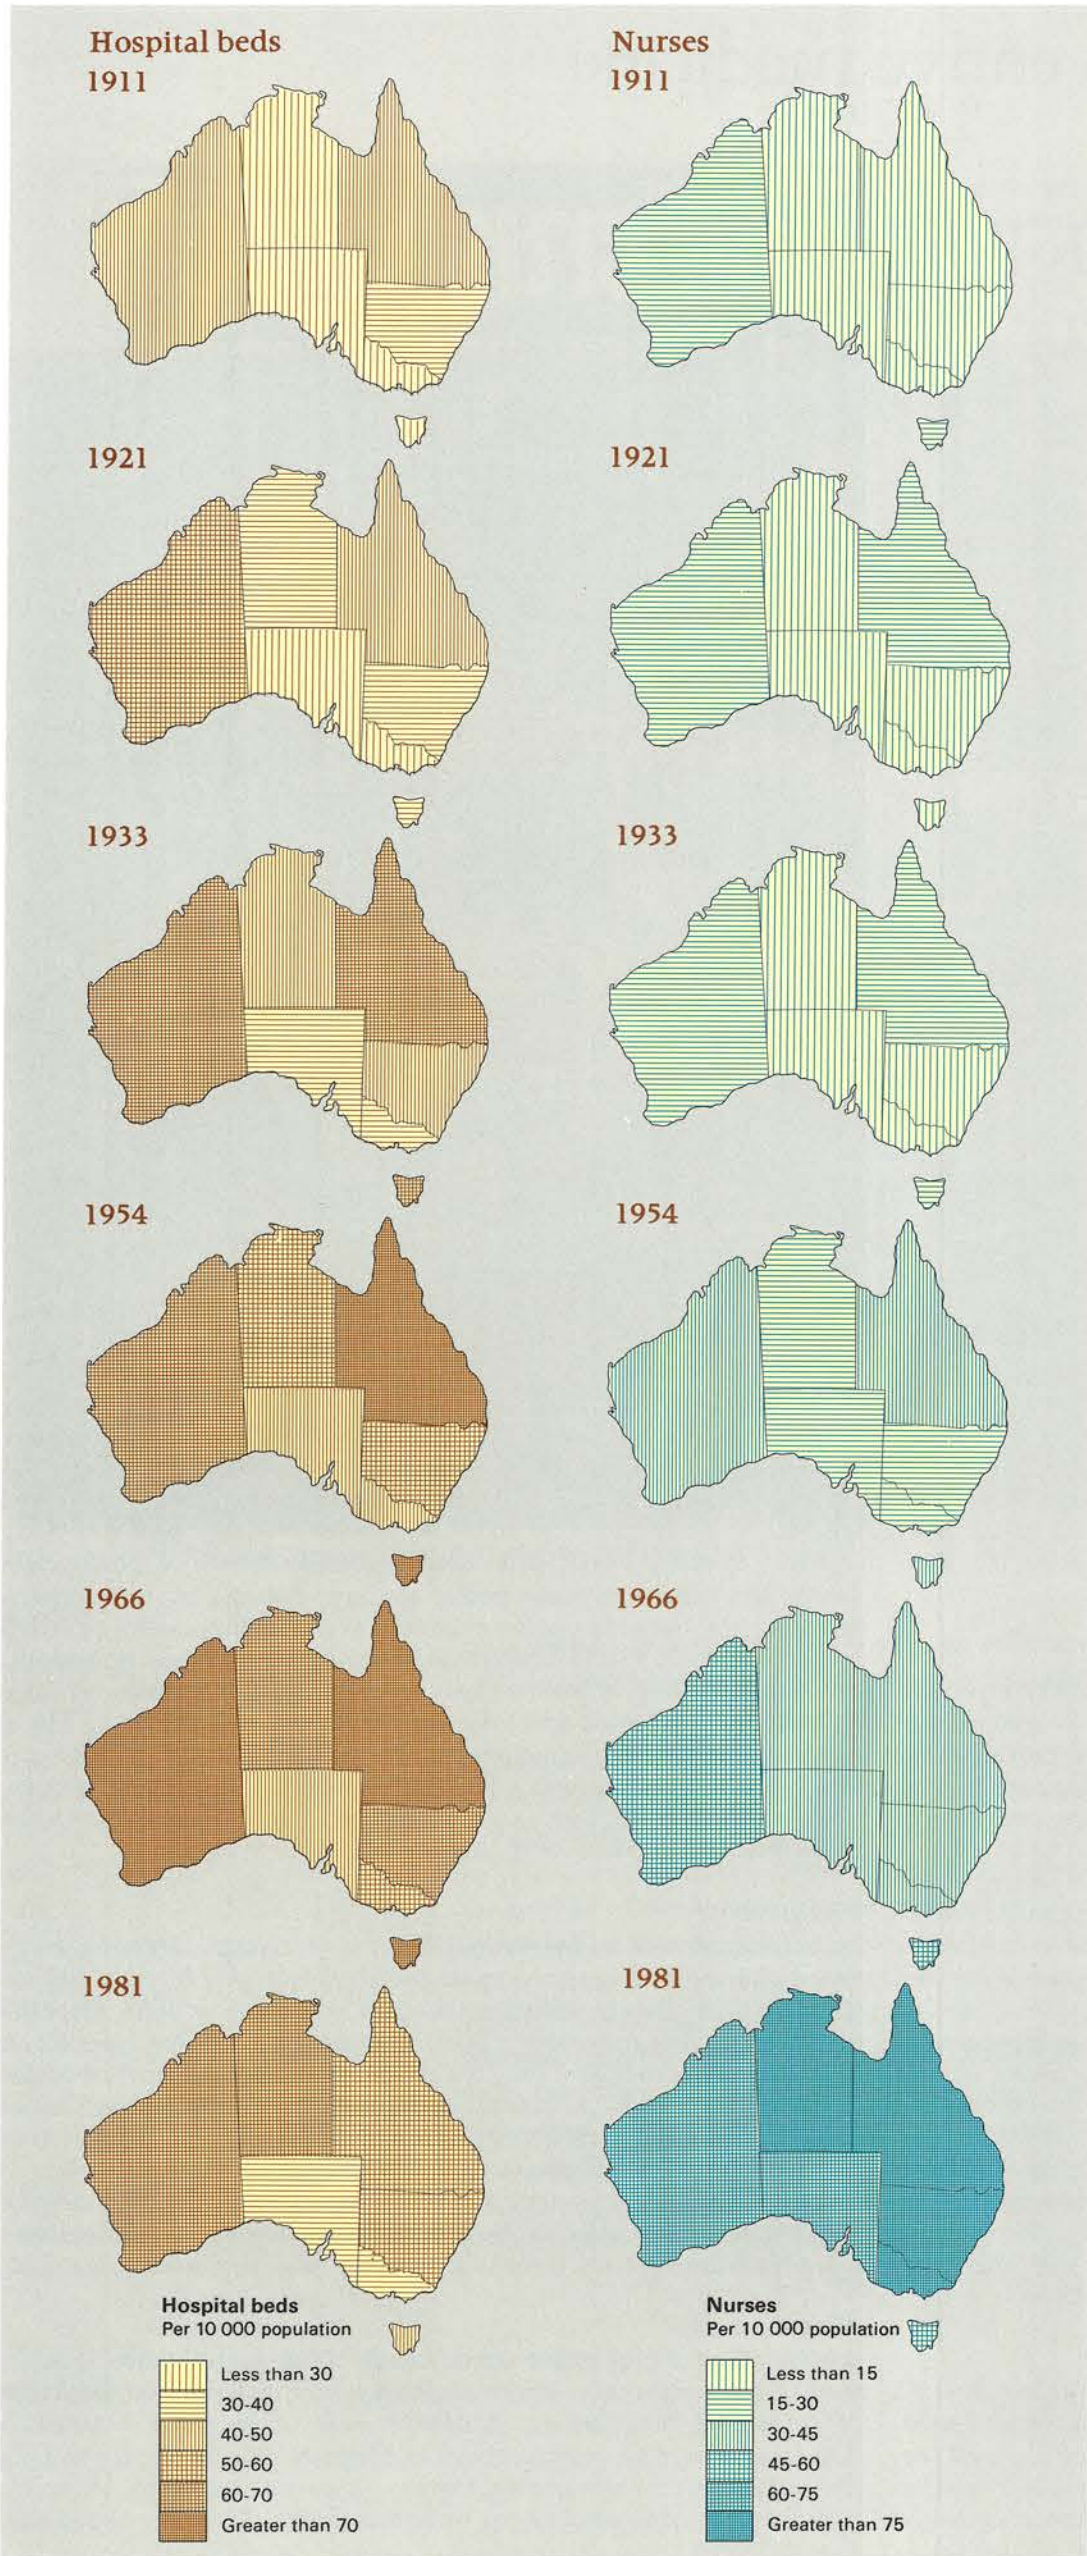 Hospital beds
1911
1921
1933
1954
1966
1981
Hospital beds
Per 10 000 population
Less than 30
30-40
40-50
50-60
60-70
Greater than 70
Nurses
1911
1921
1933
1954
1966
1981
Nurses
Per 10 000 population
Less than 15
15-30
30-45
45-60
60-75
Greater than 75